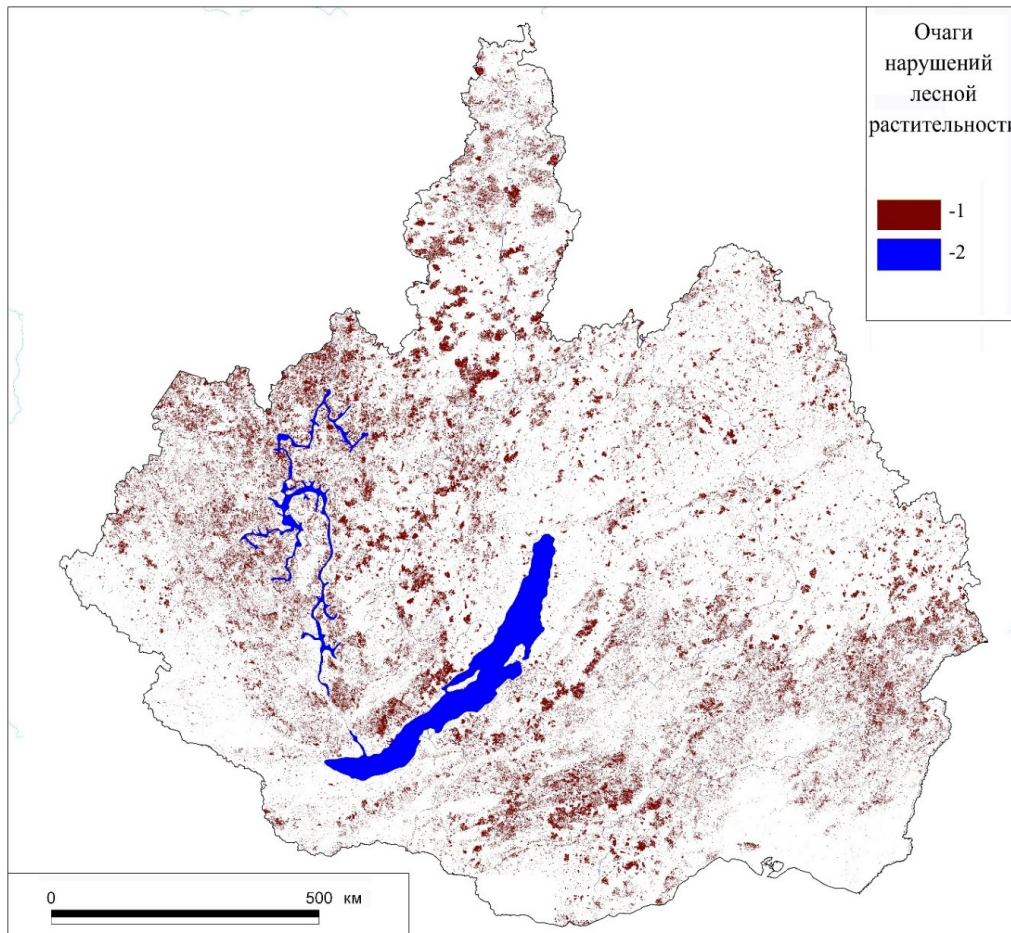 Очаги
нарушений
лесной
растительности
-1
-2
0 500 км